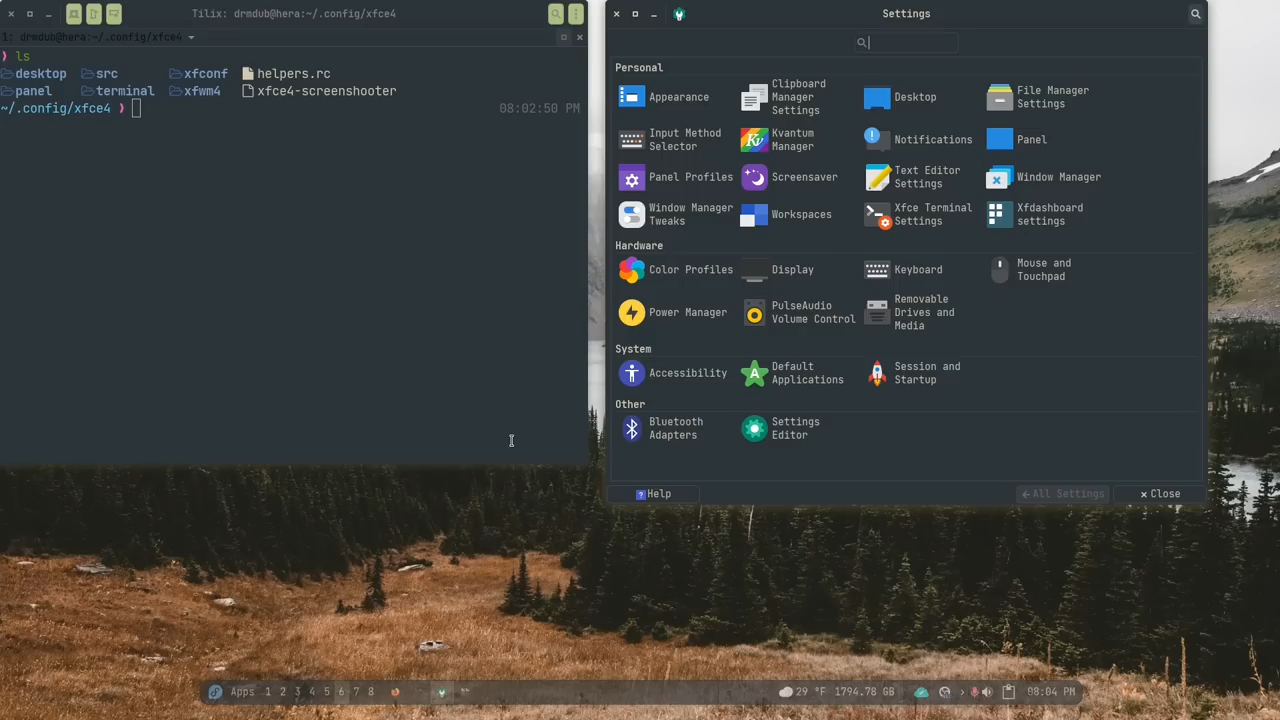 Tilix: drmdub@hera:~/.config/xfce4
1: drmdub@hera:~/.config/xfce4
❫ ls
desktop src xfconf helpers.rc
panel terminal xfwm4 xfce4-screenshooter
~/.config/xfce4 ❫ 08:02:50 PM
Settings
Personal
Appearance
Clipboard
Manager
Settings
Desktop
File Manager
Settings
Input Method
Selector
Kvantum
Manager
Notifications
Panel
Panel Profiles
Screensaver
Text Editor
Settings
Window Manager
Window Manager
Tweaks
Workspaces
Xfce Terminal
Settings
Xfdashboard
settings
Hardware
Color Profiles
Display
Keyboard
Mouse and
Touchpad
Power Manager
PulseAudio
Volume Control
Removable
Drives and
Media
System
Accessibility
Default
Applications
Session and
Startup
Other
Bluetooth
Adapters
Settings
Editor
Help
All Settings
Close
Apps 1 2 3 4 5 6 7 8
29 °F 1794.78 GB
08:04 PM